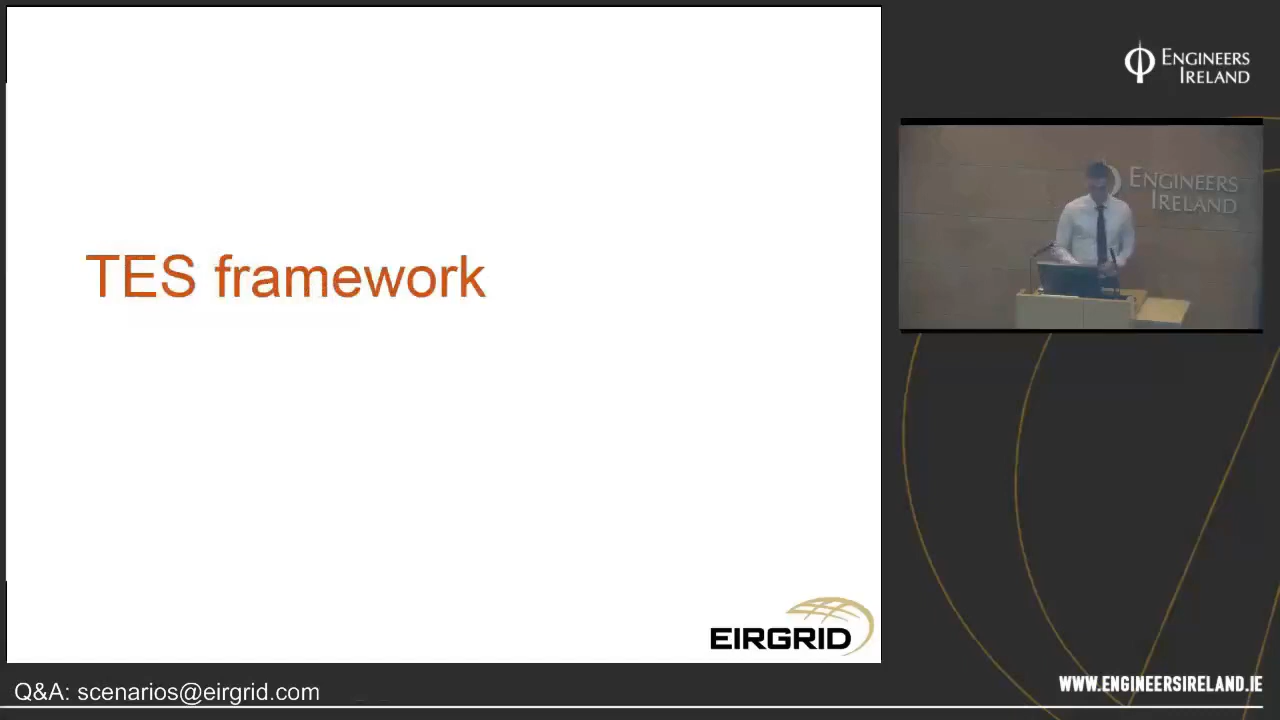 TES framework
EIRGRID
ENGINEERS
IRELAND
ENGINEERS
IRELAND
Q&A: scenarios@eirgrid.com
WWW.ENGINEERSIRELAND.IE